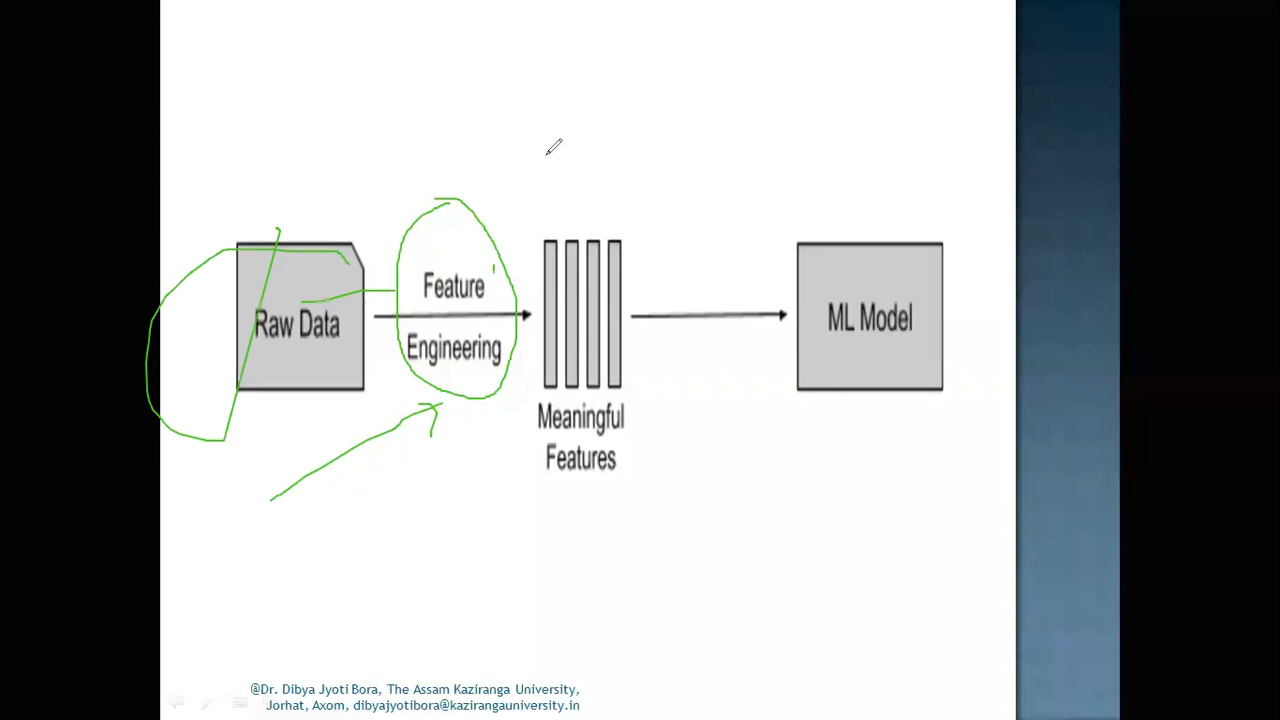 Raw Data
Feature
Engineering
Meaningful
Features
ML Model
@Dr. Dibya Jyoti Bora, The Assam Kaziranga University,
Jorhat, Axom, dibyajyotibora@kazirangauniversity.in